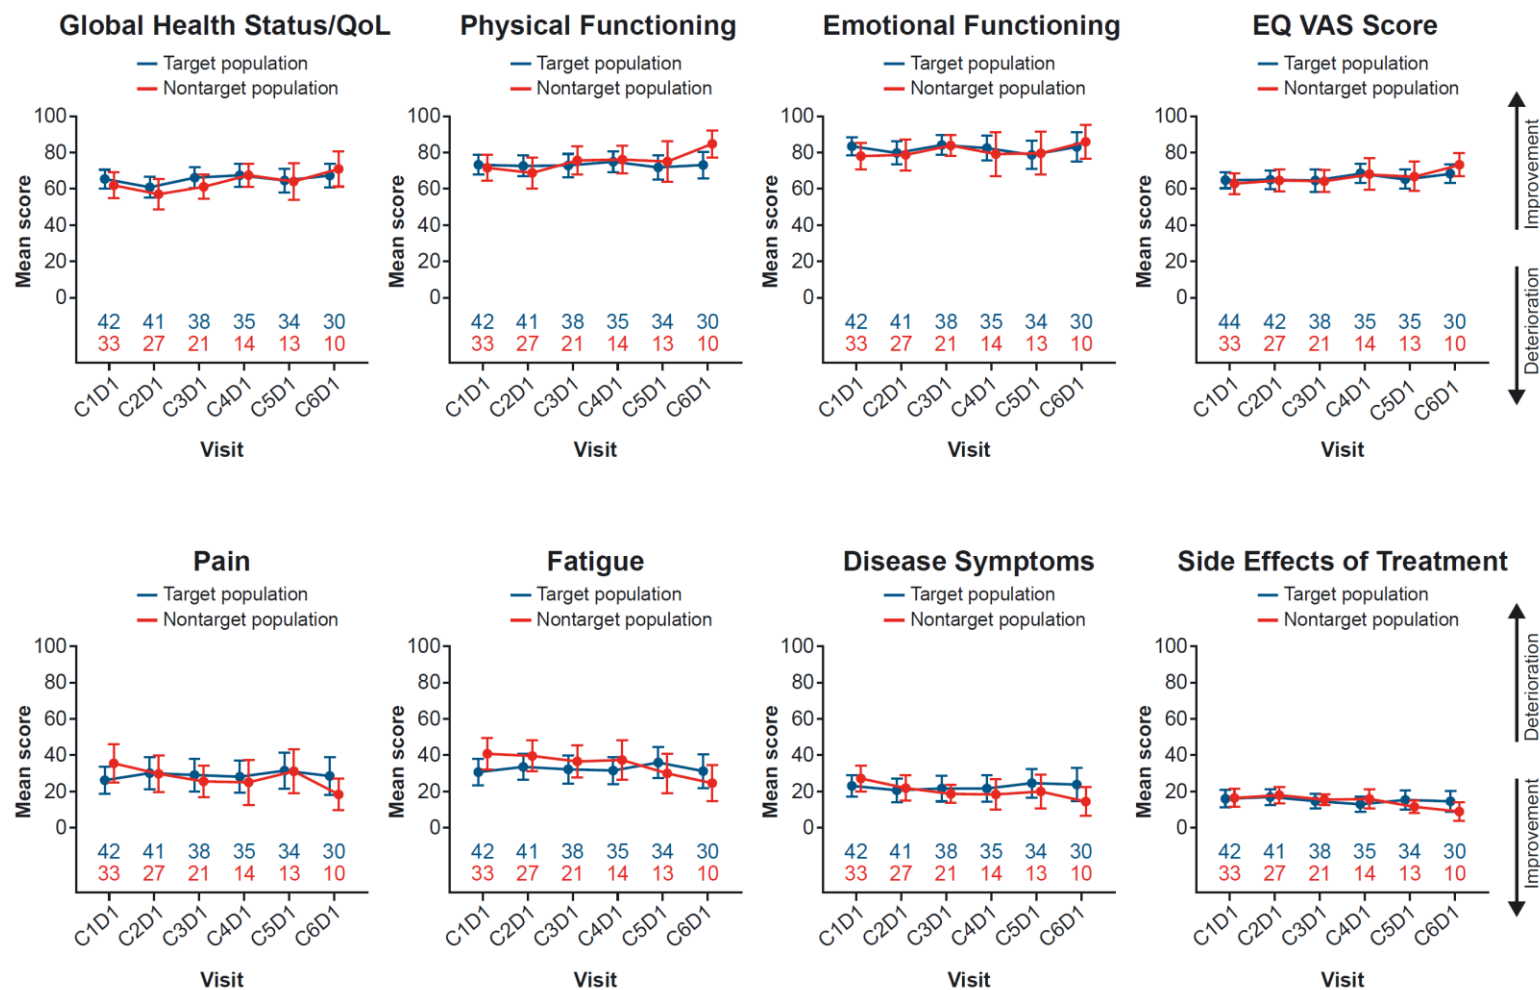 Global Health Status/QoL
Target population
Nontarget population
Mean score
100
80
60
40
20
0
42 41 38 35 34 30
33 27 21 14 13 10
C1D1 C2D1 C3D1 C4D1 C5D1 C6D1
Visit
Physical Functioning
Target population
Nontarget population
Mean score
100
80
60
40
20
0
42 41 38 35 34 30
33 27 21 14 13 10
C1D1 C2D1 C3D1 C4D1 C5D1 C6D1
Visit
Emotional Functioning
Target population
Nontarget population
Mean score
100
80
60
40
20
0
42 41 38 35 34 30
33 27 21 14 13 10
C1D1 C2D1 C3D1 C4D1 C5D1 C6D1
Visit
EQ VAS Score
Target population
Nontarget population
Mean score
100
80
60
40
20
0
44 42 38 35 35 30
33 27 21 14 13 10
C1D1 C2D1 C3D1 C4D1 C5D1 C6D1
Visit
Improvement
Deterioration
Pain
Target population
Nontarget population
Mean score
100
80
60
40
20
0
42 41 38 35 34 30
33 27 21 14 13 10
C1D1 C2D1 C3D1 C4D1 C5D1 C6D1
Visit
Fatigue
Target population
Nontarget population
Mean score
100
80
60
40
20
0
42 41 38 35 34 30
33 27 21 14 13 10
C1D1 C2D1 C3D1 C4D1 C5D1 C6D1
Visit
Disease Symptoms
Target population
Nontarget population
Mean score
100
80
60
40
20
0
42 41 38 35 34 30
33 27 21 14 13 10
C1D1 C2D1 C3D1 C4D1 C5D1 C6D1
Visit
Side Effects of Treatment
Target population
Nontarget population
Mean score
100
80
60
40
20
0
42 41 38 35 34 30
33 27 21 14 13 10
C1D1 C2D1 C3D1 C4D1 C5D1 C6D1
Visit
Deterioration
Improvement